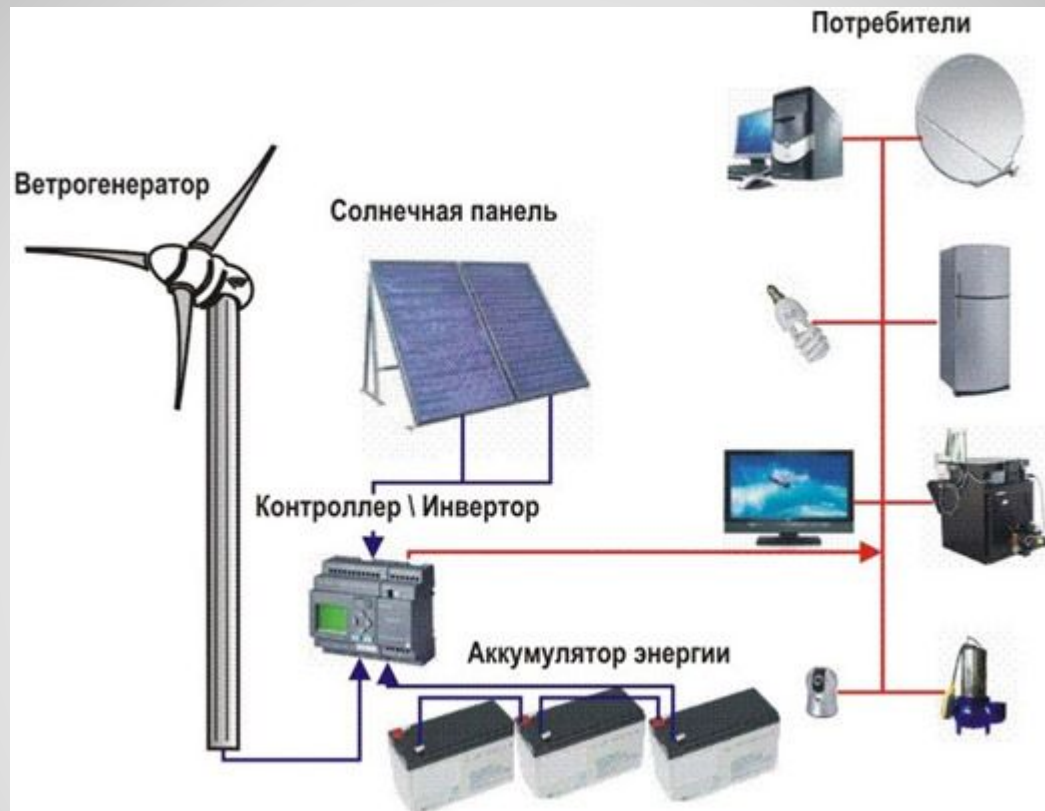 Потребители
Ветрогенератор
Солнечная панель
Контроллер \ Инвертор
Аккумулятор энергии